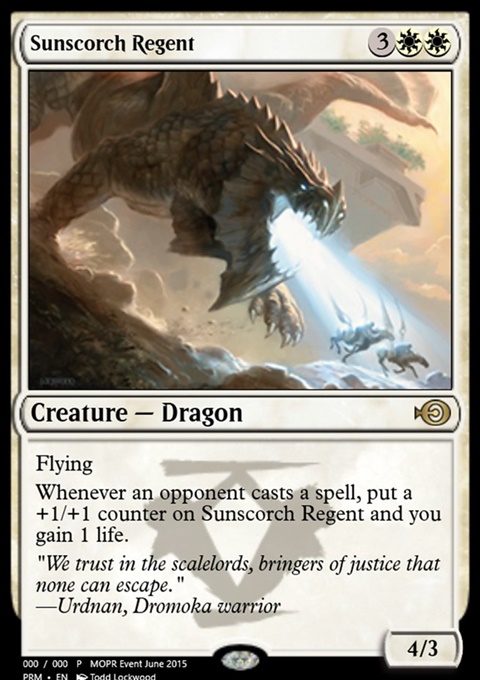 Sunscorch Regent 3
Creature — Dragon
Flying
Whenever an opponent casts a spell, put a
+1/+1 counter on Sunscorch Regent and you
gain 1 life.
"We trust in the scalelords, bringers of justice that
none can escape."
—Urdnan, Dromoka warrior
4/3
000 / 000 P MOPR Event June 2015
PRM • EN Todd Lockwood